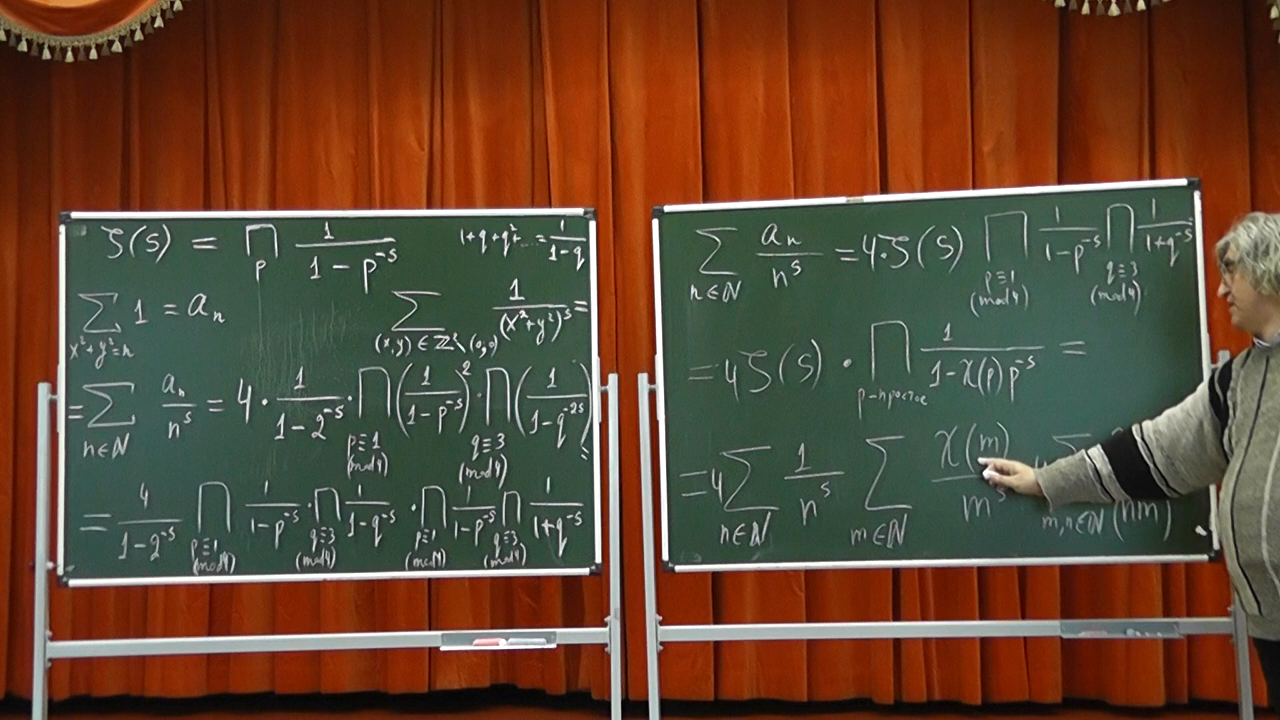 ζ(s) = ∏_p 1/(1-p^{-s}) 1+q+q²+...=1/(1-q)
∑_{x²+y²=n} 1 = a_n ∑_{(x,y)∈ℤ²\(0,0)} 1/(x²+y²)^s =
= ∑_{n∈ℕ} a_n/n^s = 4 · 1/(1-2^{-s}) · ∏_{p≡1 (mod 4)} (1/(1-p^{-s}))² · ∏_{q≡3 (mod 4)} (1/(1-q^{-2s})) =
= 4/(1-2^{-s}) ∏_{p≡1 (mod 4)} 1/(1-p^{-s}) · ∏_{q≡3 (mod 4)} 1/(1-q^{-s}) · ∏_{p≡1 (mod 4)} 1/(1-p^{-s}) ∏_{q≡3 (mod 4)} 1/(1+q^{-s})
∑_{n∈ℕ} a_n/n^s = 4·ζ(s) ∏_{p≡1 (mod 4)} 1/(1-p^{-s}) ∏_{q≡3 (mod 4)} 1/(1+q^{-s})
= 4ζ(s) · ∏_{p-простое} 1/(1-χ(p)p^{-s}) =
= 4∑_{n∈ℕ} 1/n^s ∑_{m∈ℕ} χ(m)/m^s ∑_{m,n∈ℕ} (nm)